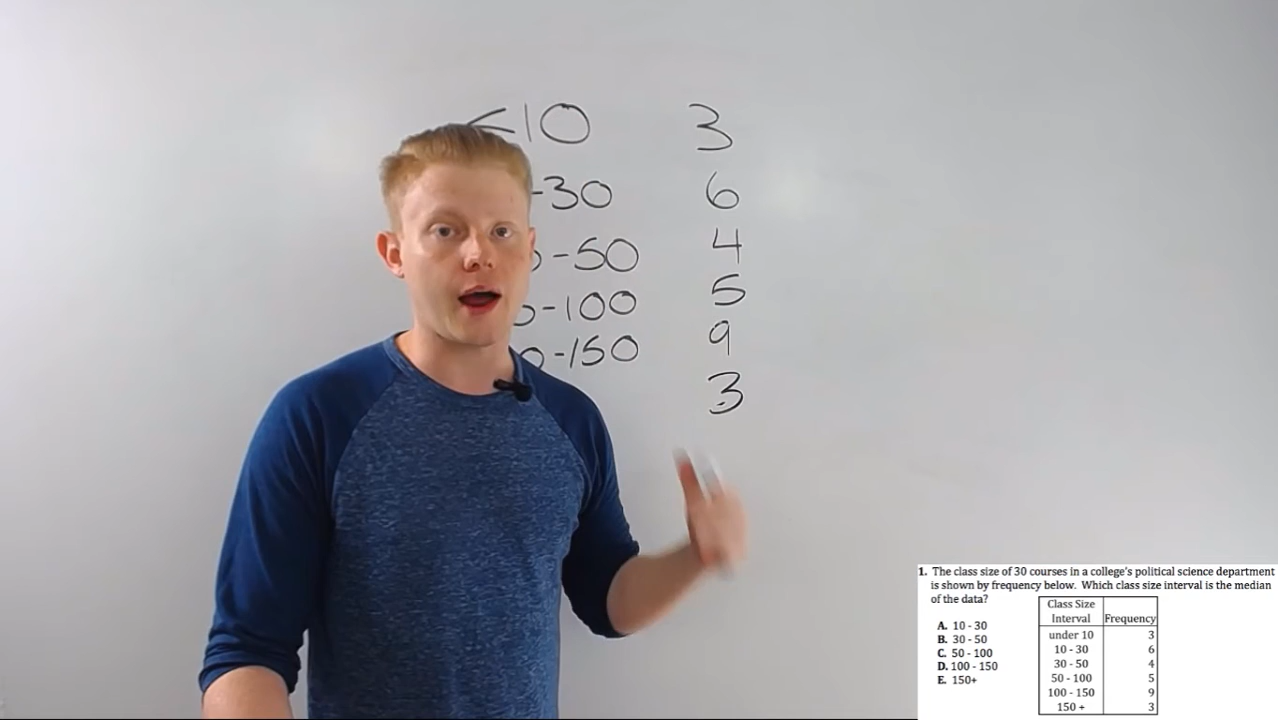 <10 3
-30 6
0-50 4
0-100 5
0-150 9
3
1. The class size of 30 courses in a college's political science department
is shown by frequency below. Which class size interval is the median
of the data?
A. 10 - 30
B. 30 - 50
C. 50 - 100
D. 100 - 150
E. 150+
Class Size
Interval Frequency
under 10 3
10 - 30 6
30 - 50 4
50 - 100 5
100 - 150 9
150 + 3